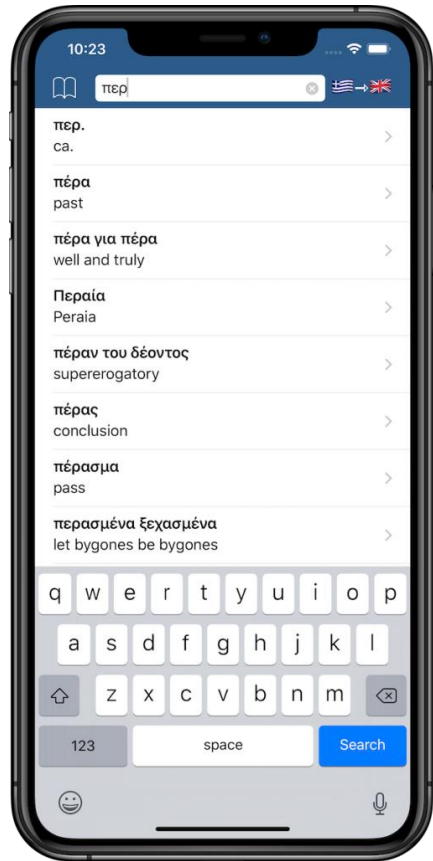 10:23
περ
περ.
ca.
πέρα
past
πέρα για πέρα
well and truly
Περαία
Peraia
πέραν του δέοντος
supererogatory
πέρας
conclusion
πέρασμα
pass
περασμένα ξεχασμένα
let bygones be bygones
q w e r t y u i o p
a s d f g h j k l
z x c v b n m
123 space Search